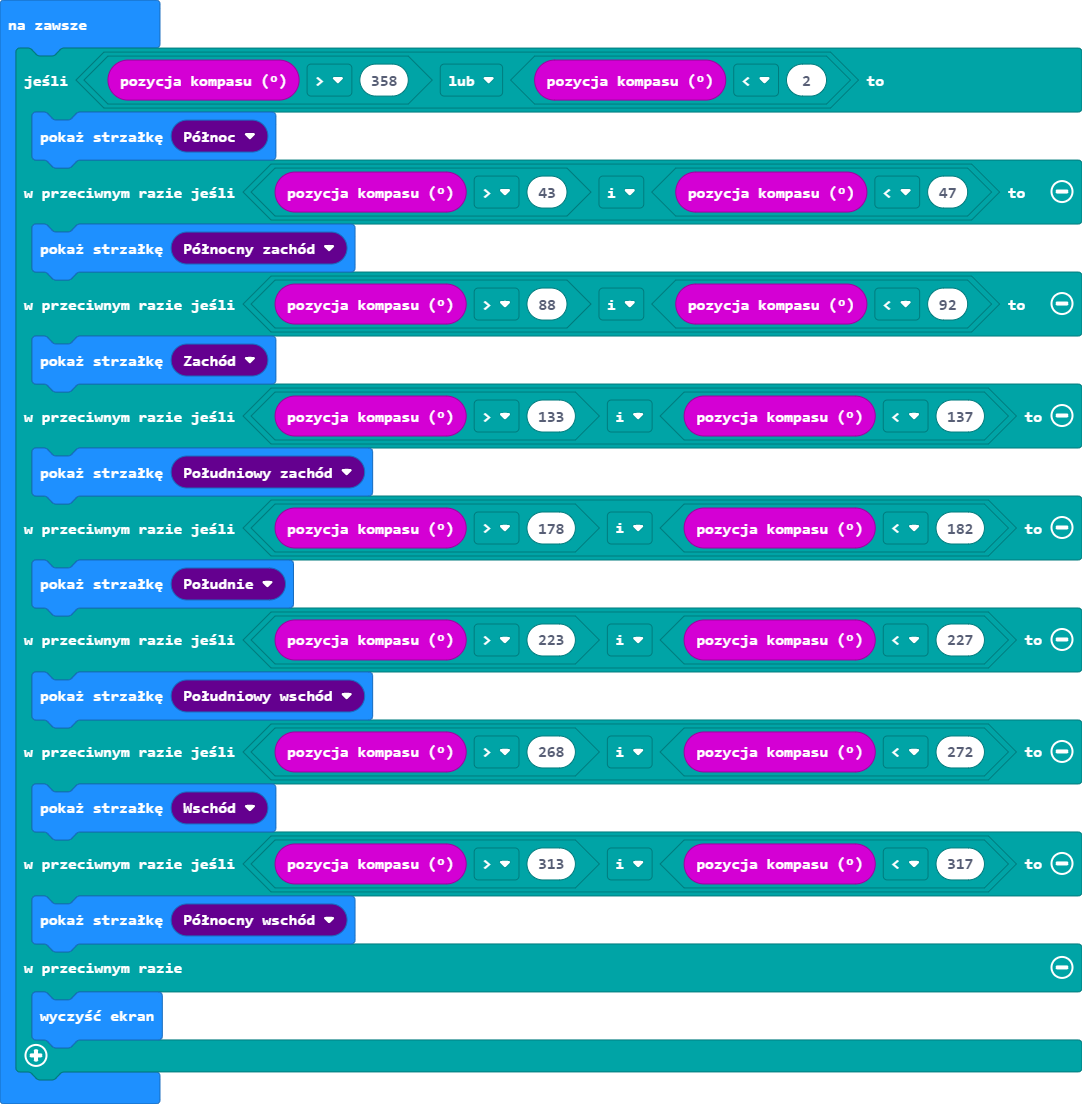 na zawsze
jeśli pozycja kompasu (º) > 358 lub pozycja kompasu (º) < 2 to
pokaż strzałkę Północ
w przeciwnym razie jeśli pozycja kompasu (º) > 43 i pozycja kompasu (º) < 47 to
pokaż strzałkę Północny zachód
w przeciwnym razie jeśli pozycja kompasu (º) > 88 i pozycja kompasu (º) < 92 to
pokaż strzałkę Zachód
w przeciwnym razie jeśli pozycja kompasu (º) > 133 i pozycja kompasu (º) < 137 to
pokaż strzałkę Południowy zachód
w przeciwnym razie jeśli pozycja kompasu (º) > 178 i pozycja kompasu (º) < 182 to
pokaż strzałkę Południe
w przeciwnym razie jeśli pozycja kompasu (º) > 223 i pozycja kompasu (º) < 227 to
pokaż strzałkę Południowy wschód
w przeciwnym razie jeśli pozycja kompasu (º) > 268 i pozycja kompasu (º) < 272 to
pokaż strzałkę Wschód
w przeciwnym razie jeśli pozycja kompasu (º) > 313 i pozycja kompasu (º) < 317 to
pokaż strzałkę Północny wschód
w przeciwnym razie
wyczyść ekran